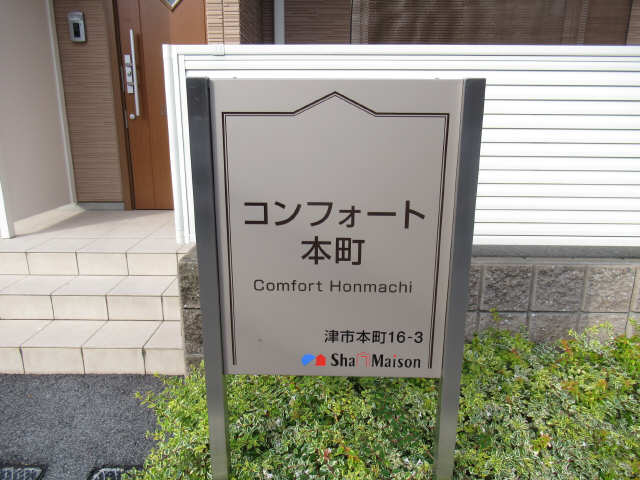 コンフォート
本町
Comfort Honmachi
津市本町16-3
Sha Maison